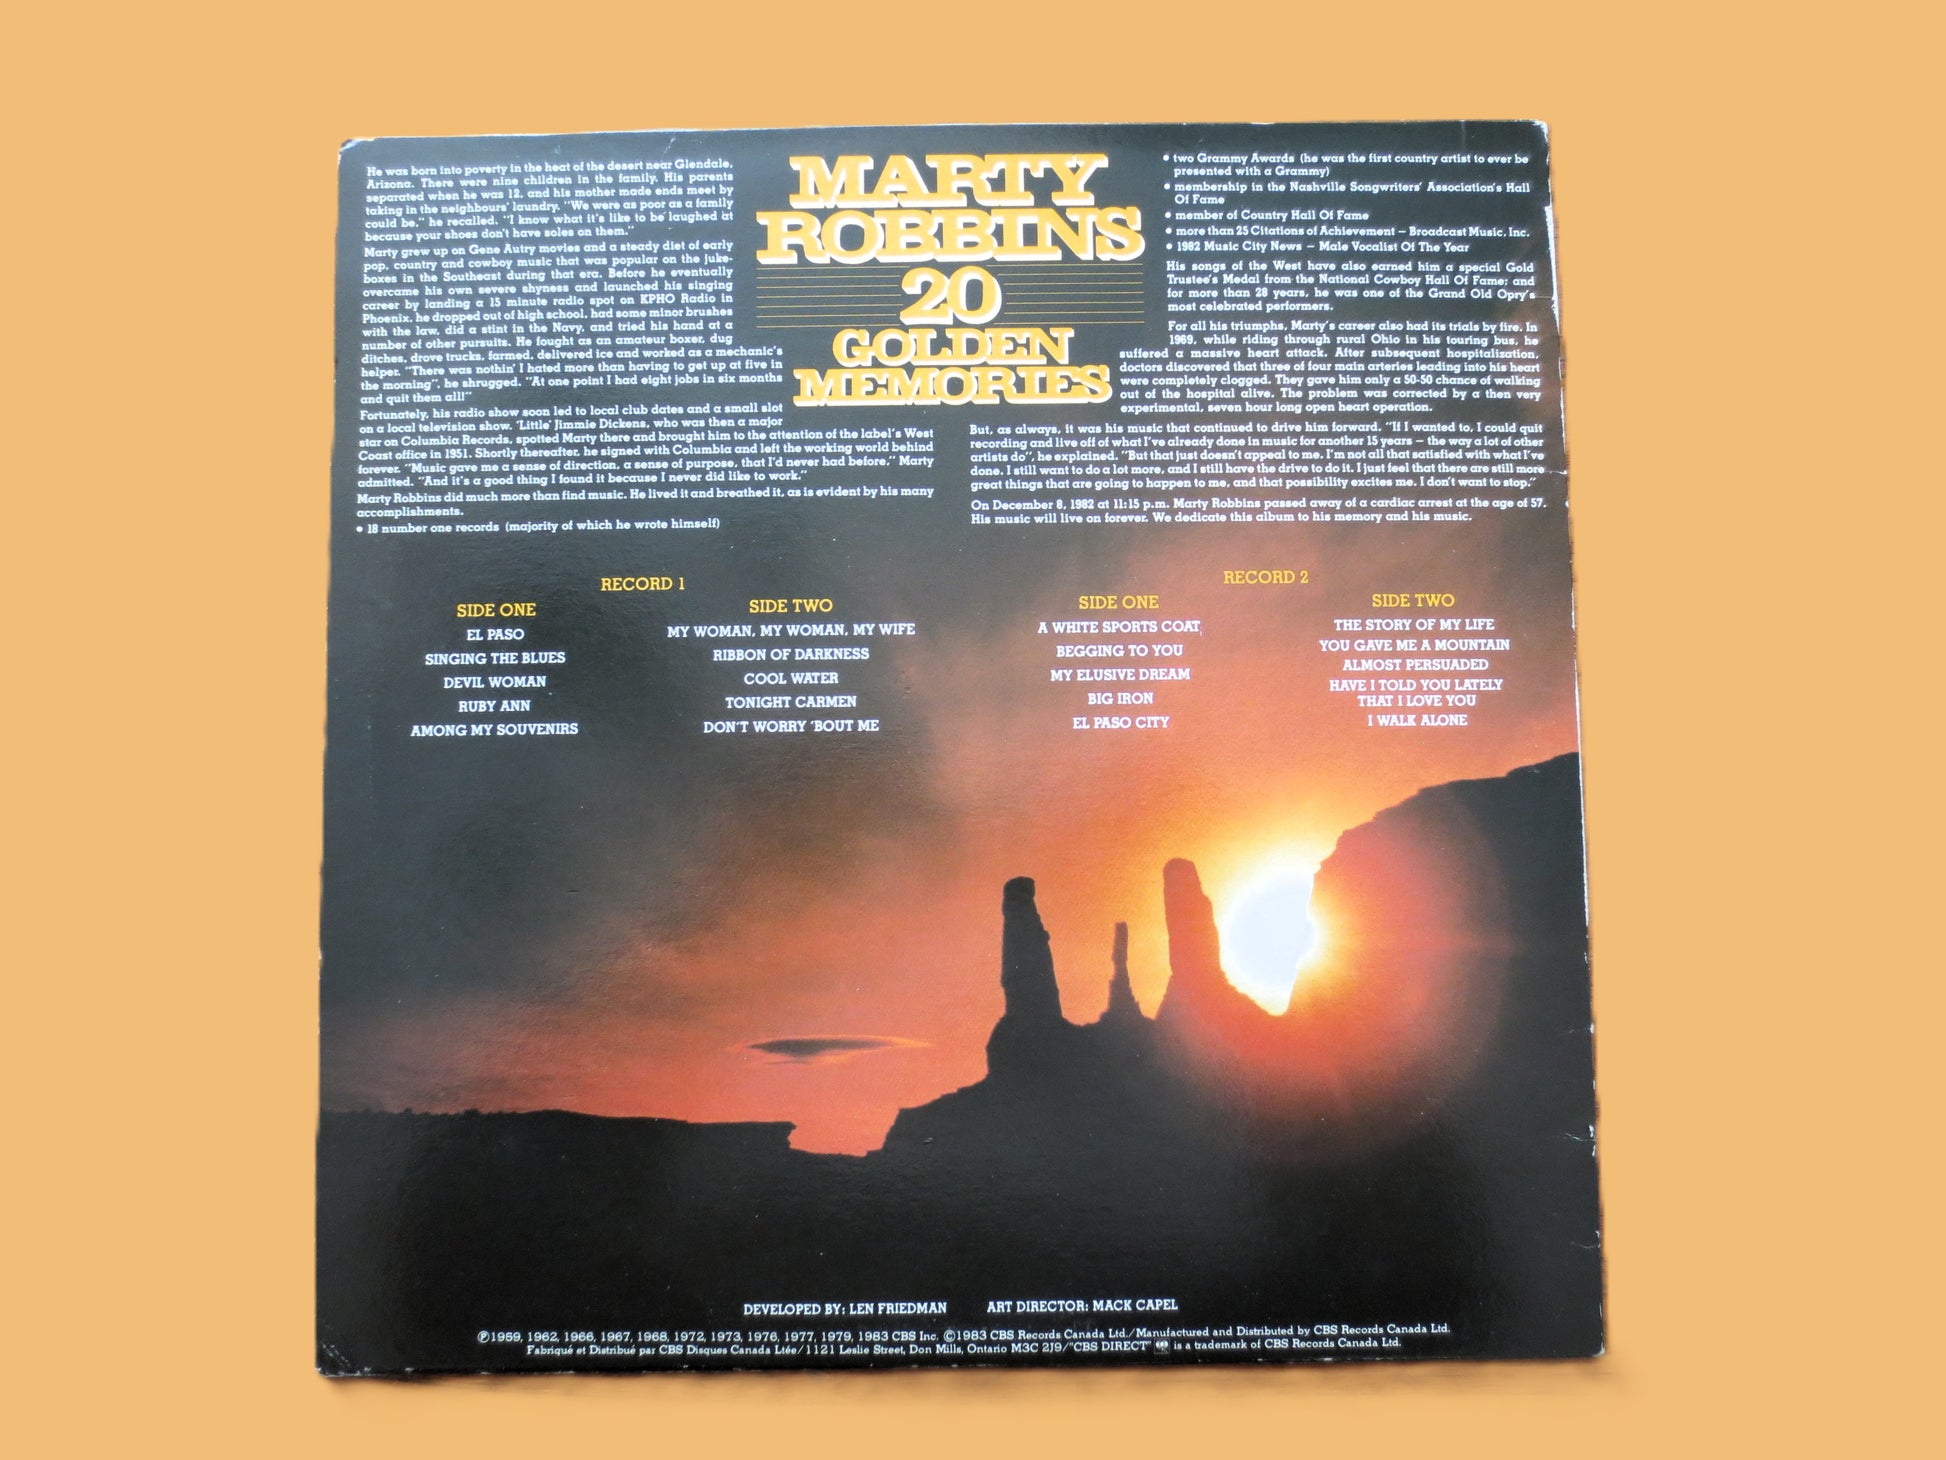 He was born into poverty in the heat of the desert near Glendale,
Arizona. There were nine children in the family. His parents
separated when he was 12, and his mother made ends meet by
taking in the neighbours' laundry. "We were as poor as a family
could be," he recalled. "I know what it's like to be laughed at
because your shoes don't have soles on them."
Marty grew up on Gene Autry movies and a steady diet of early
pop, country and cowboy music that was popular on the juke-
boxes in the Southeast during that era. Before he eventually
overcame his own severe shyness and launched his singing
career by landing a 15 minute radio spot on KPHO Radio in
Phoenix, he dropped out of high school, had some minor brushes
with the law, did a stint in the Navy, and tried his hand at a
number of other pursuits. He fought as an amateur boxer, dug
ditches, drove trucks, farmed, delivered ice and worked as a mechanic's
helper. "There was nothin' I hated more than having to get up at five in
the morning", he shrugged. "At one point I had eight jobs in six months
and quit them all!"
Fortunately, his radio show soon led to local club dates and a small slot
on a local television show. 'Little' Jimmie Dickens, who was then a major
star on Columbia Records, spotted Marty there and brought him to the attention of the label's West
Coast office in 1951. Shortly thereafter, he signed with Columbia and left the working world behind
forever. "Music gave me a sense of direction, a sense of purpose, that I'd never had before," Marty
admitted. "And it's a good thing I found it because I never did like to work."
Marty Robbins did much more than find music. He lived it and breathed it, as is evident by his many
accomplishments.
• 18 number one records (majority of which he wrote himself)
MARTY
ROBBINS
20
GOLDEN
MEMORIES
• two Grammy Awards (he was the first country artist to ever be
presented with a Grammy)
• membership in the Nashville Songwriters' Association's Hall
Of Fame
• member of Country Hall Of Fame
• more than 25 Citations of Achievement – Broadcast Music, Inc.
• 1982 Music City News – Male Vocalist Of The Year
His songs of the West have also earned him a special Gold
Trustee's Medal from the National Cowboy Hall Of Fame; and
for more than 28 years, he was one of the Grand Old Opry's
most celebrated performers.
For all his triumphs, Marty's career also had its trials by fire. In
1969, while riding through rural Ohio in his touring bus, he
suffered a massive heart attack. After subsequent hospitalization,
doctors discovered that three of four main arteries leading into his heart
were completely clogged. They gave him only a 50-50 chance of walking
out of the hospital alive. The problem was corrected by a then very
experimental, seven hour long open heart operation.
But, as always, it was his music that continued to drive him forward. "If I wanted to, I could quit
recording and live off of what I've already done in music for another 15 years – the way a lot of other
artists do", he explained. "But that just doesn't appeal to me. I'm not all that satisfied with what I've
done. I still want to do a lot more, and I still have the drive to do it. I just feel that there are still more
great things that are going to happen to me, and that possibility excites me. I don't want to stop."
On December 8, 1982 at 11:15 p.m. Marty Robbins passed away of a cardiac arrest at the age of 57.
His music will live on forever. We dedicate this album to his memory and his music.
RECORD 1
SIDE ONE
EL PASO
SINGING THE BLUES
DEVIL WOMAN
RUBY ANN
AMONG MY SOUVENIRS
SIDE TWO
MY WOMAN, MY WOMAN, MY WIFE
RIBBON OF DARKNESS
COOL WATER
TONIGHT CARMEN
DON'T WORRY 'BOUT ME
RECORD 2
SIDE ONE
A WHITE SPORTS COAT
BEGGING TO YOU
MY ELUSIVE DREAM
BIG IRON
EL PASO CITY
SIDE TWO
THE STORY OF MY LIFE
YOU GAVE ME A MOUNTAIN
ALMOST PERSUADED
HAVE I TOLD YOU LATELY
THAT I LOVE YOU
I WALK ALONE
DEVELOPED BY: LEN FRIEDMAN ART DIRECTOR: MACK CAPEL
℗1959, 1962, 1966, 1967, 1968, 1972, 1973, 1976, 1977, 1979, 1983 CBS Inc. ©1983 CBS Records Canada Ltd./Manufactured and Distributed by CBS Records Canada Ltd.
Fabriqué et Distribué par CBS Disques Canada Ltée/1121 Leslie Street, Don Mills, Ontario M3C 2J9/"CBS DIRECT" is a trademark of CBS Records Canada Ltd.